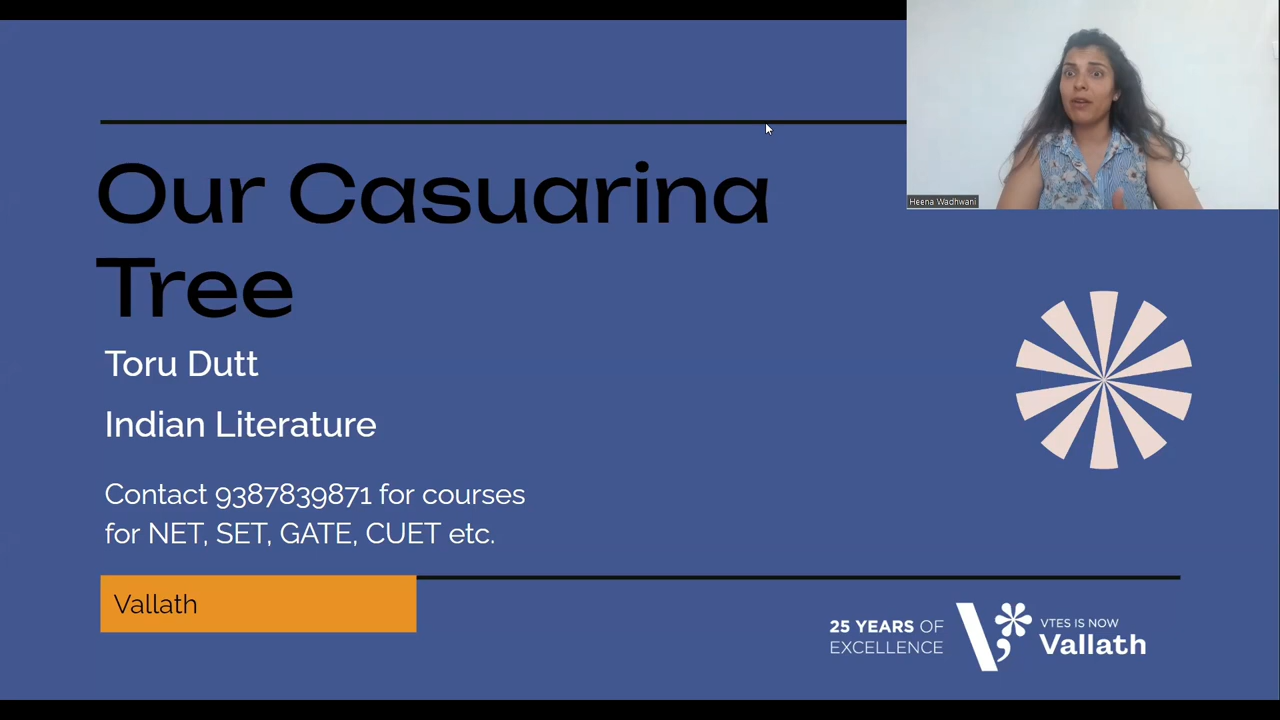 Our Casuarina
Tree
Toru Dutt
Indian Literature
Contact 9387839871 for courses
for NET, SET, GATE, CUET etc.
Vallath
25 YEARS OF
EXCELLENCE
VTES IS NOW
Vallath
Heena Wadhwani